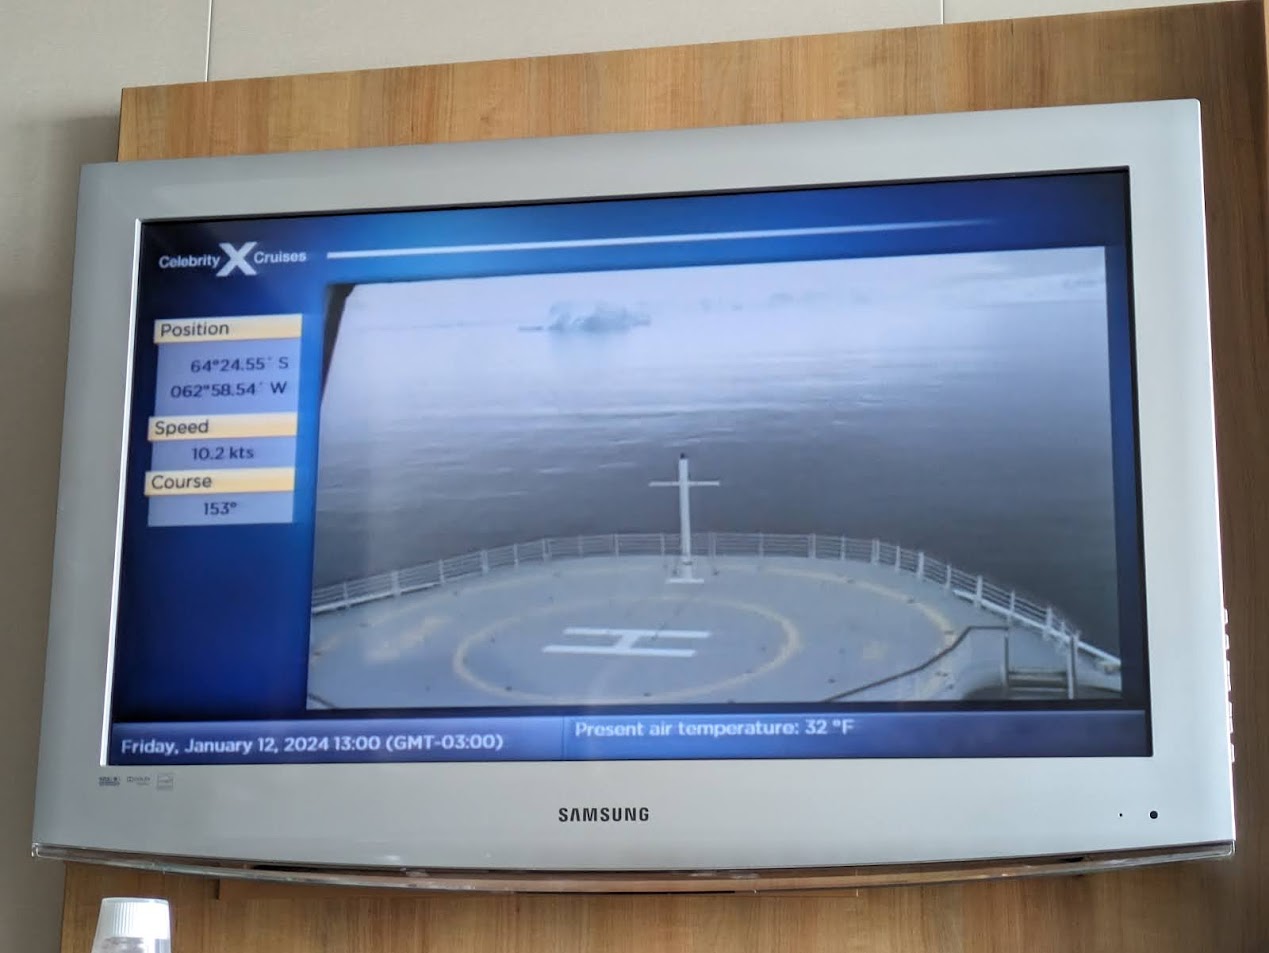 Celebrity X Cruises
Position
64°24.55´ S
062°58.54´ W
Speed
10.2 kts
Course
153°
H
Friday, January 12, 2024 13:00 (GMT-03:00)
Present air temperature: 32 °F
SAMSUNG